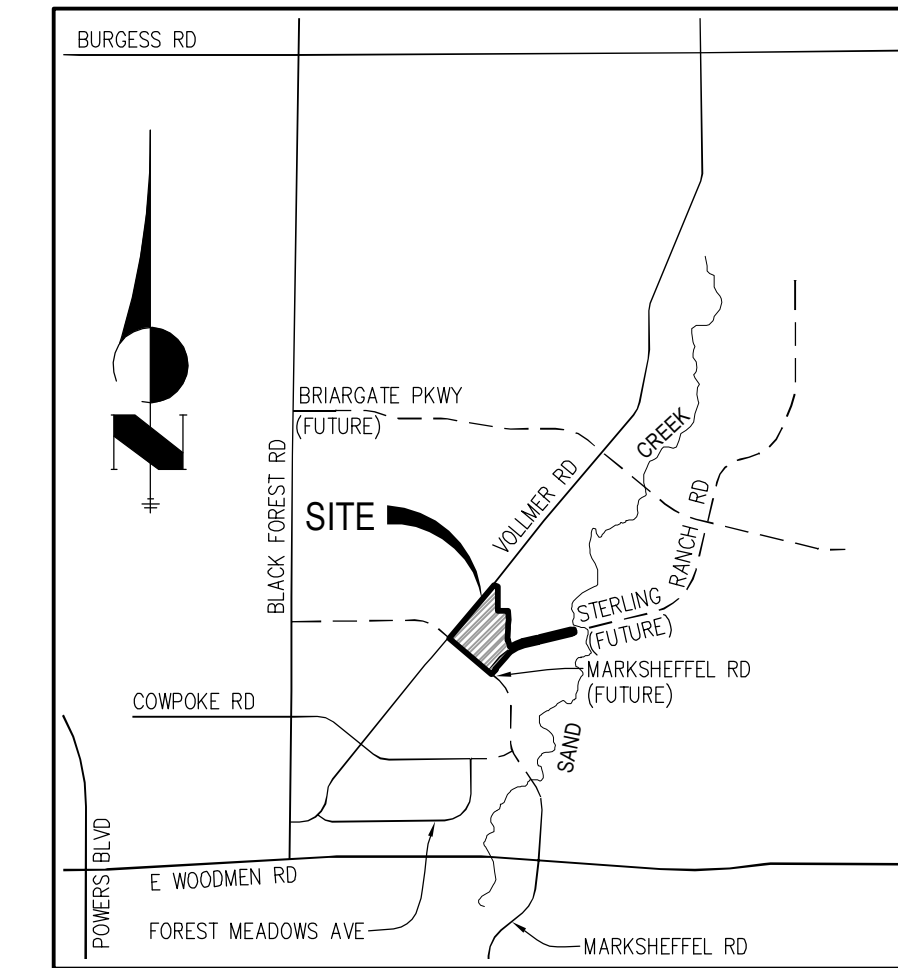 BURGESS RD
N
BRIARGATE PKWY
(FUTURE)
BLACK FOREST RD
SITE
VOLLMER RD
CREEK
STERLING RANCH RD
(FUTURE)
MARKSHEFFEL RD
(FUTURE)
COWPOKE RD
SAND
POWERS BLVD
E WOODMEN RD
FOREST MEADOWS AVE
MARKSHEFFEL RD